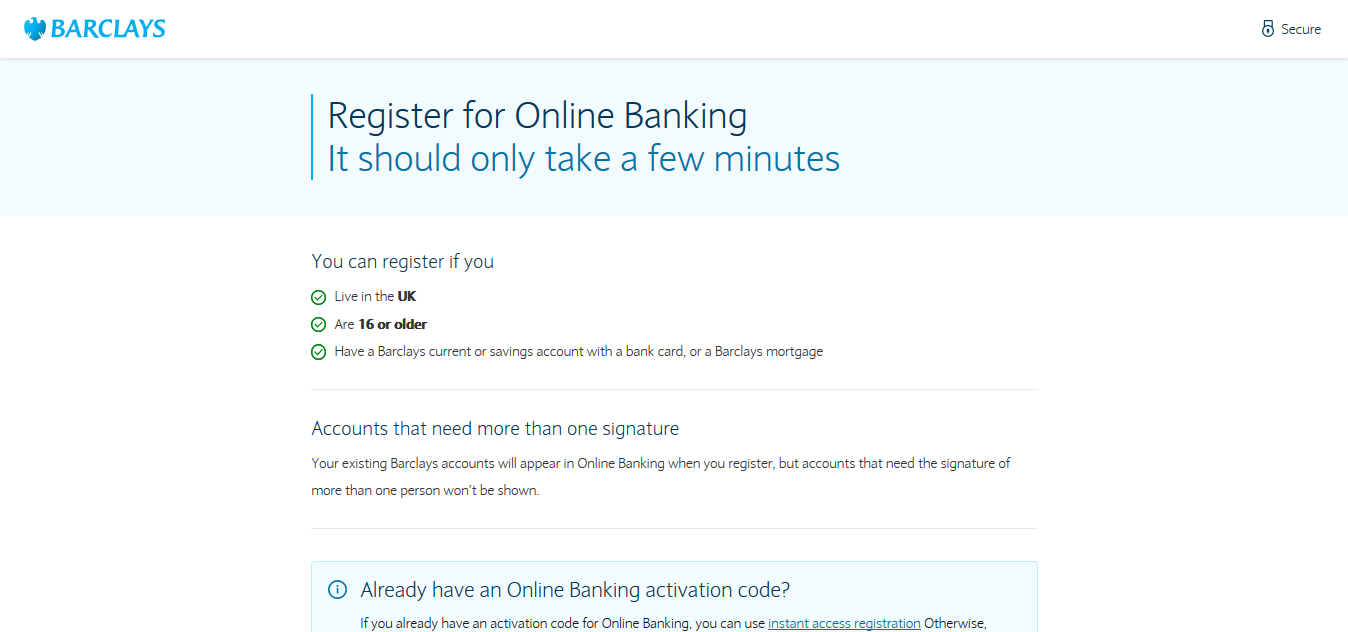 BARCLAYS
Secure
Register for Online Banking
It should only take a few minutes
You can register if you
Live in the UK
Are 16 or older
Have a Barclays current or savings account with a bank card, or a Barclays mortgage
Accounts that need more than one signature
Your existing Barclays accounts will appear in Online Banking when you register, but accounts that need the signature of
more than one person won't be shown.
Already have an Online Banking activation code?
If you already have an activation code for Online Banking, you can use instant access registration Otherwise,